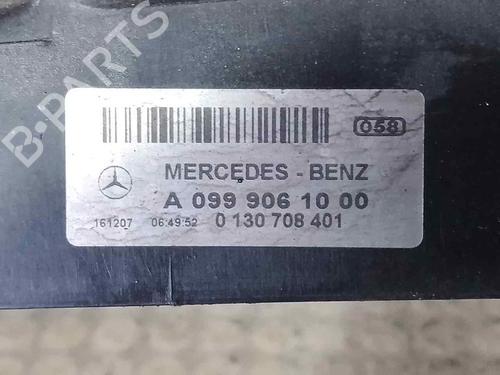 B-PARTS
058
MERCEDES - BENZ
A 099 906 10 00
161207 06:49:52 0 130 708 401